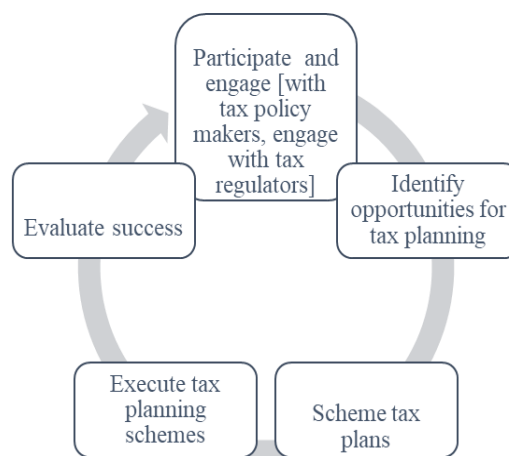 Participate and
engage [with
tax policy
makers, engage
with tax
regulators]
Identify
opportunities for
tax planning
Scheme tax
plans
Execute tax
planning
schemes
Evaluate success